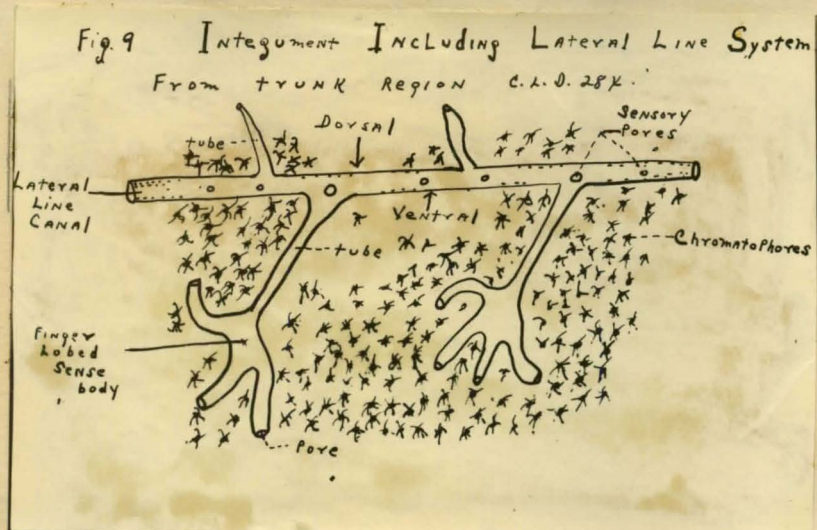 Fig. 9 Integument Including Lateral Line System
From trunk Region C.L.D. 28X.
Sensory
Pores
Dorsal
tube
Lateral
Line
Canal
Ventral
tube
Chromatophores
Finger
Lobed
Sense
body
Pore